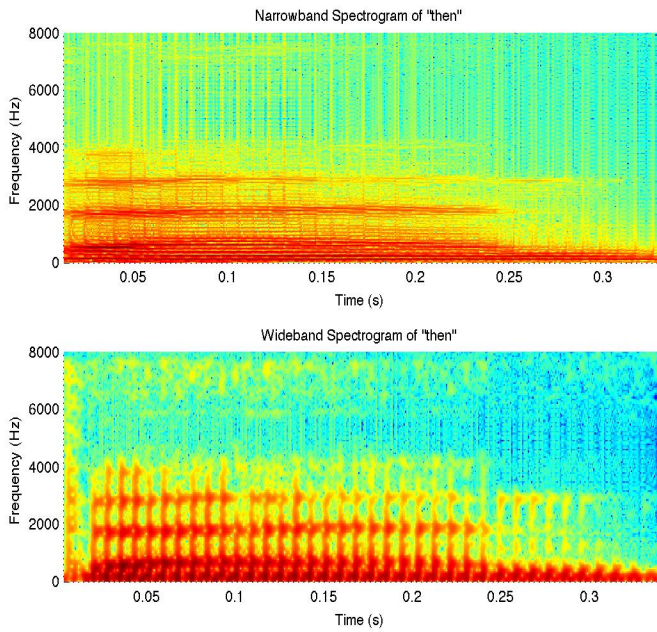 Narrowband Spectrogram of "then"
8000
6000
4000
2000
0
Frequency (Hz)
0.05 0.1 0.15 0.2 0.25 0.3
Time (s)
Wideband Spectrogram of "then"
8000
6000
4000
2000
0
Frequency (Hz)
0.05 0.1 0.15 0.2 0.25 0.3
Time (s)